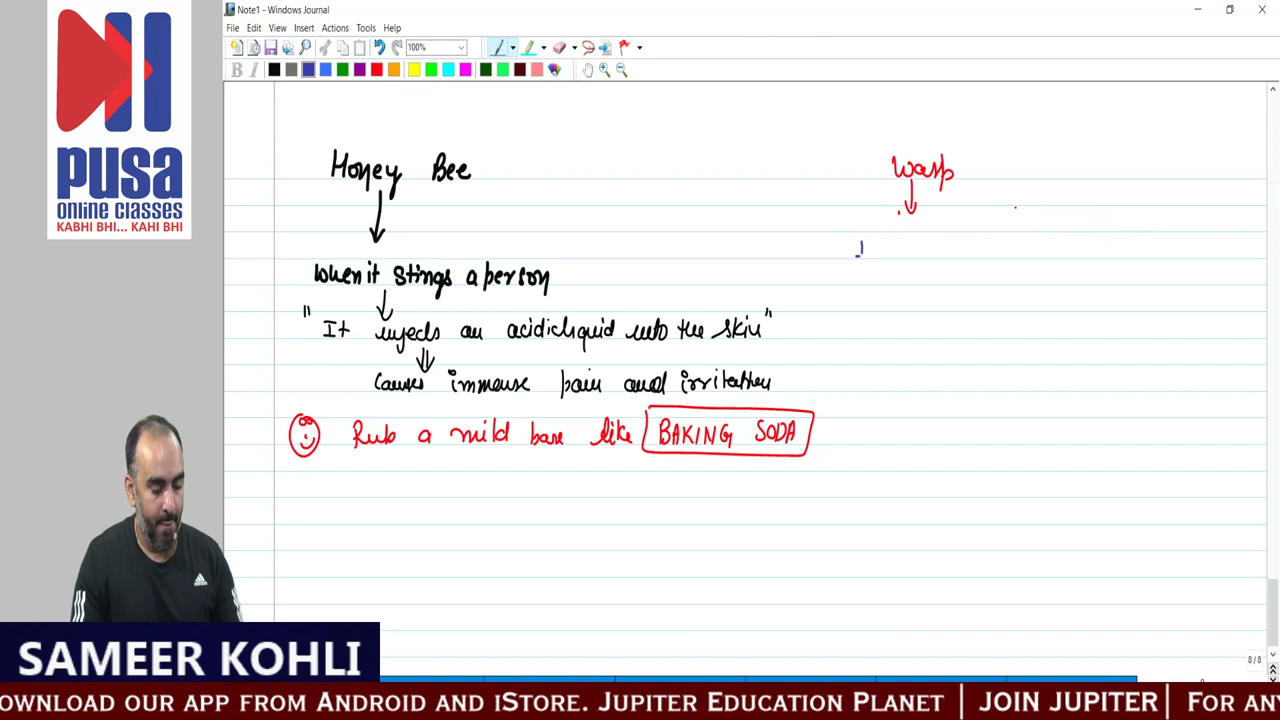 Note1 - Windows Journal
File Edit View Insert Actions Tools Help
100%
B I
PUSA
ONLINE CLASSES
KABHI BHI... KAHI BHI
Honey Bee
When it stings a person
"It injects an acidic liquid into the skin"
Causes immense pain and irritation
Rub a mild base like BAKING SODA
Wasp
8/8
SAMEER KOHLI
OWNLOAD OUR APP FROM ANDROID AND ISTORE. JUPITER EDUCATION PLANET | JOIN JUPITER | FOR ANY